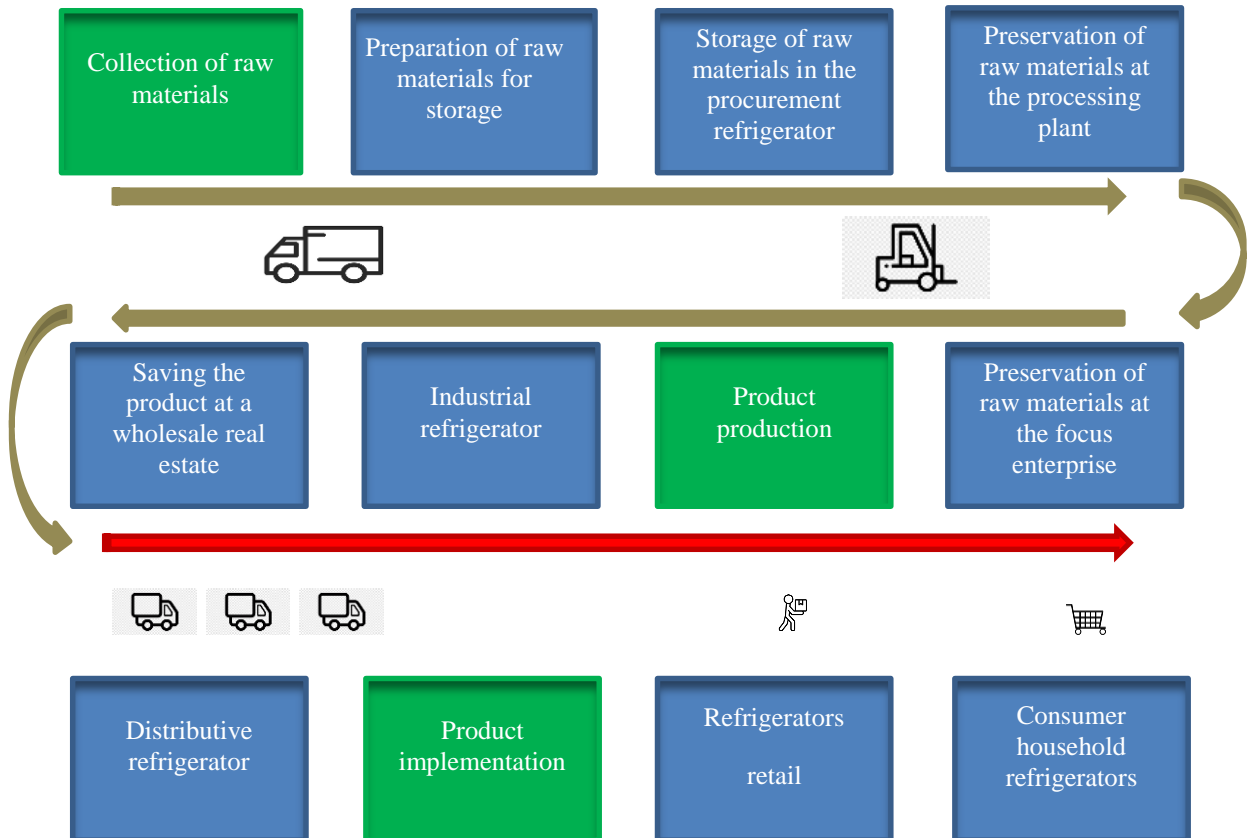 Collection of raw
materials
Preparation of raw
materials for
storage
Storage of raw
materials in the
procurement
refrigerator
Preservation of
raw materials at
the processing
plant
Saving the
product at a
wholesale real
estate
Industrial
refrigerator
Product
production
Preservation of
raw materials at
the focus
enterprise
Distributive
refrigerator
Product
implementation
Refrigerators
retail
Consumer
household
refrigerators